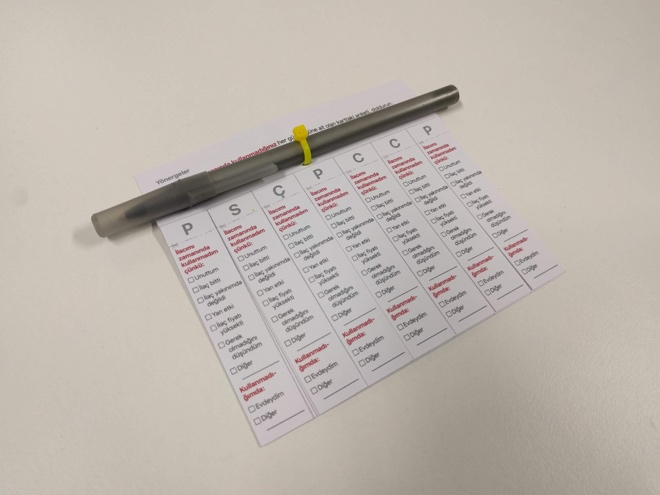 Yönergeler
kullanmadığınız her gü üne ait olan karttaki anketi doldurun
P
İlacımı
zamanında
kullanmadım
çünkü:
Unuttum
İlaç bitti
İlaç yakınımda
değildi
Yan etki
İlaç fiyatı
yüksekti
Gerek
olmadığını
düşündüm
Diğer
Kullanmadı-
ğımda:
Evdeydim
Diğer
S
İlacımı
zamanında
kullanmadım
çünkü:
Unuttum
İlaç bitti
İlaç yakınımda
değildi
Yan etki
İlaç fiyatı
yüksekti
Gerek
olmadığını
düşündüm
Diğer
Kullanmadı-
ğımda:
Evdeydim
Diğer
Ç
İlacımı
zamanında
kullanmadım
çünkü:
Unuttum
İlaç bitti
İlaç yakınımda
değildi
Yan etki
İlaç fiyatı
yüksekti
Gerek
olmadığını
düşündüm
Diğer
Kullanmadı-
ğımda:
Evdeydim
Diğer
P
İlacımı
zamanında
kullanmadım
çünkü:
Unuttum
İlaç bitti
İlaç yakınımda
değildi
Yan etki
İlaç fiyatı
yüksekti
Gerek
olmadığını
düşündüm
Diğer
Kullanmadı-
ğımda:
Evdeydim
Diğer
C
İlacımı
zamanında
kullanmadım
çünkü:
Unuttum
İlaç bitti
İlaç yakınımda
değildi
Yan etki
İlaç fiyatı
yüksekti
Gerek
olmadığını
düşündüm
Diğer
Kullanmadı-
ğımda:
Evdeydim
Diğer
C
İlacımı
zamanında
kullanmadım
çünkü:
Unuttum
İlaç bitti
İlaç yakınımda
değildi
Yan etki
İlaç fiyatı
yüksekti
Gerek
olmadığını
düşündüm
Diğer
Kullanmadı-
ğımda:
Evdeydim
Diğer
P
İlacımı
zamanında
kullanmadım
çünkü:
Unuttum
İlaç bitti
İlaç yakınımda
değildi
Yan etki
İlaç fiyatı
yüksekti
Gerek
olmadığını
düşündüm
Diğer
Kullanmadı-
ğımda:
Evdeydim
Diğer